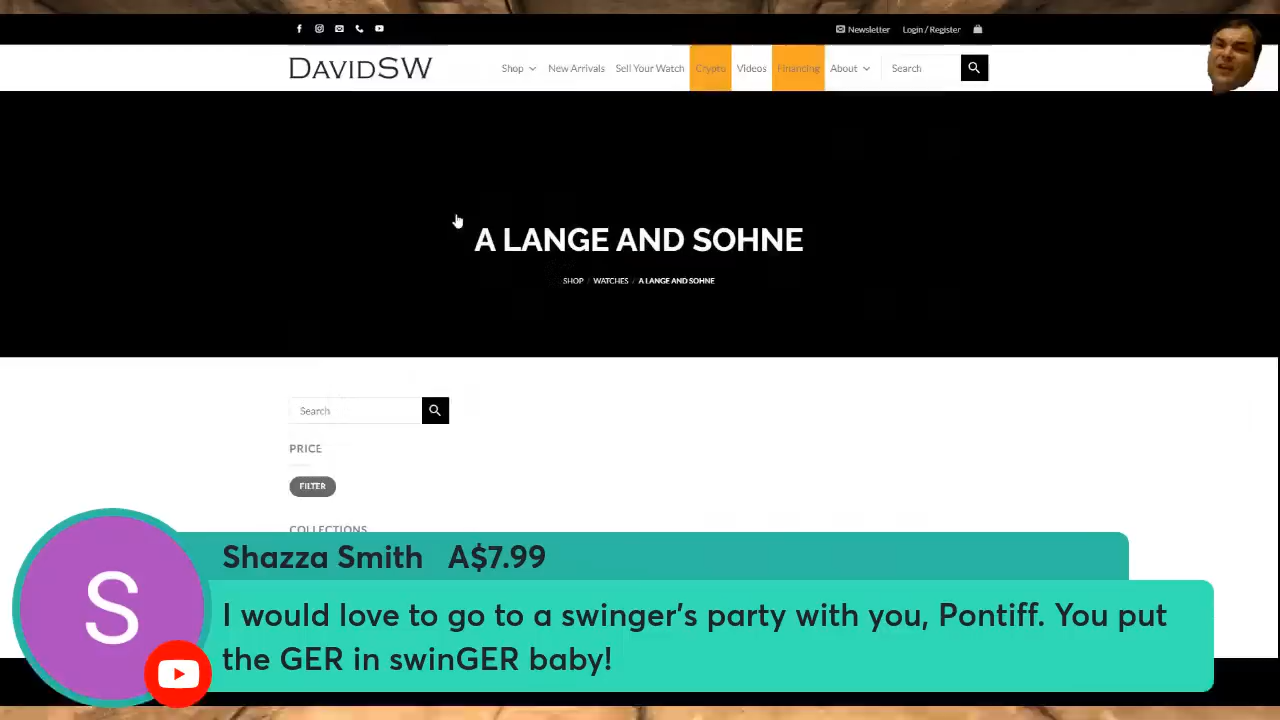 Newsletter Login / Register
DAVIDSW Shop New Arrivals Sell Your Watch Crypto Videos Financing About Search
A LANGE AND SOHNE
SHOP / WATCHES / A LANGE AND SOHNE
Search
PRICE
FILTER
COLLECTIONS
Shazza Smith A$7.99
S
I would love to go to a swinger's party with you, Pontiff. You put
the GER in swinGER baby!